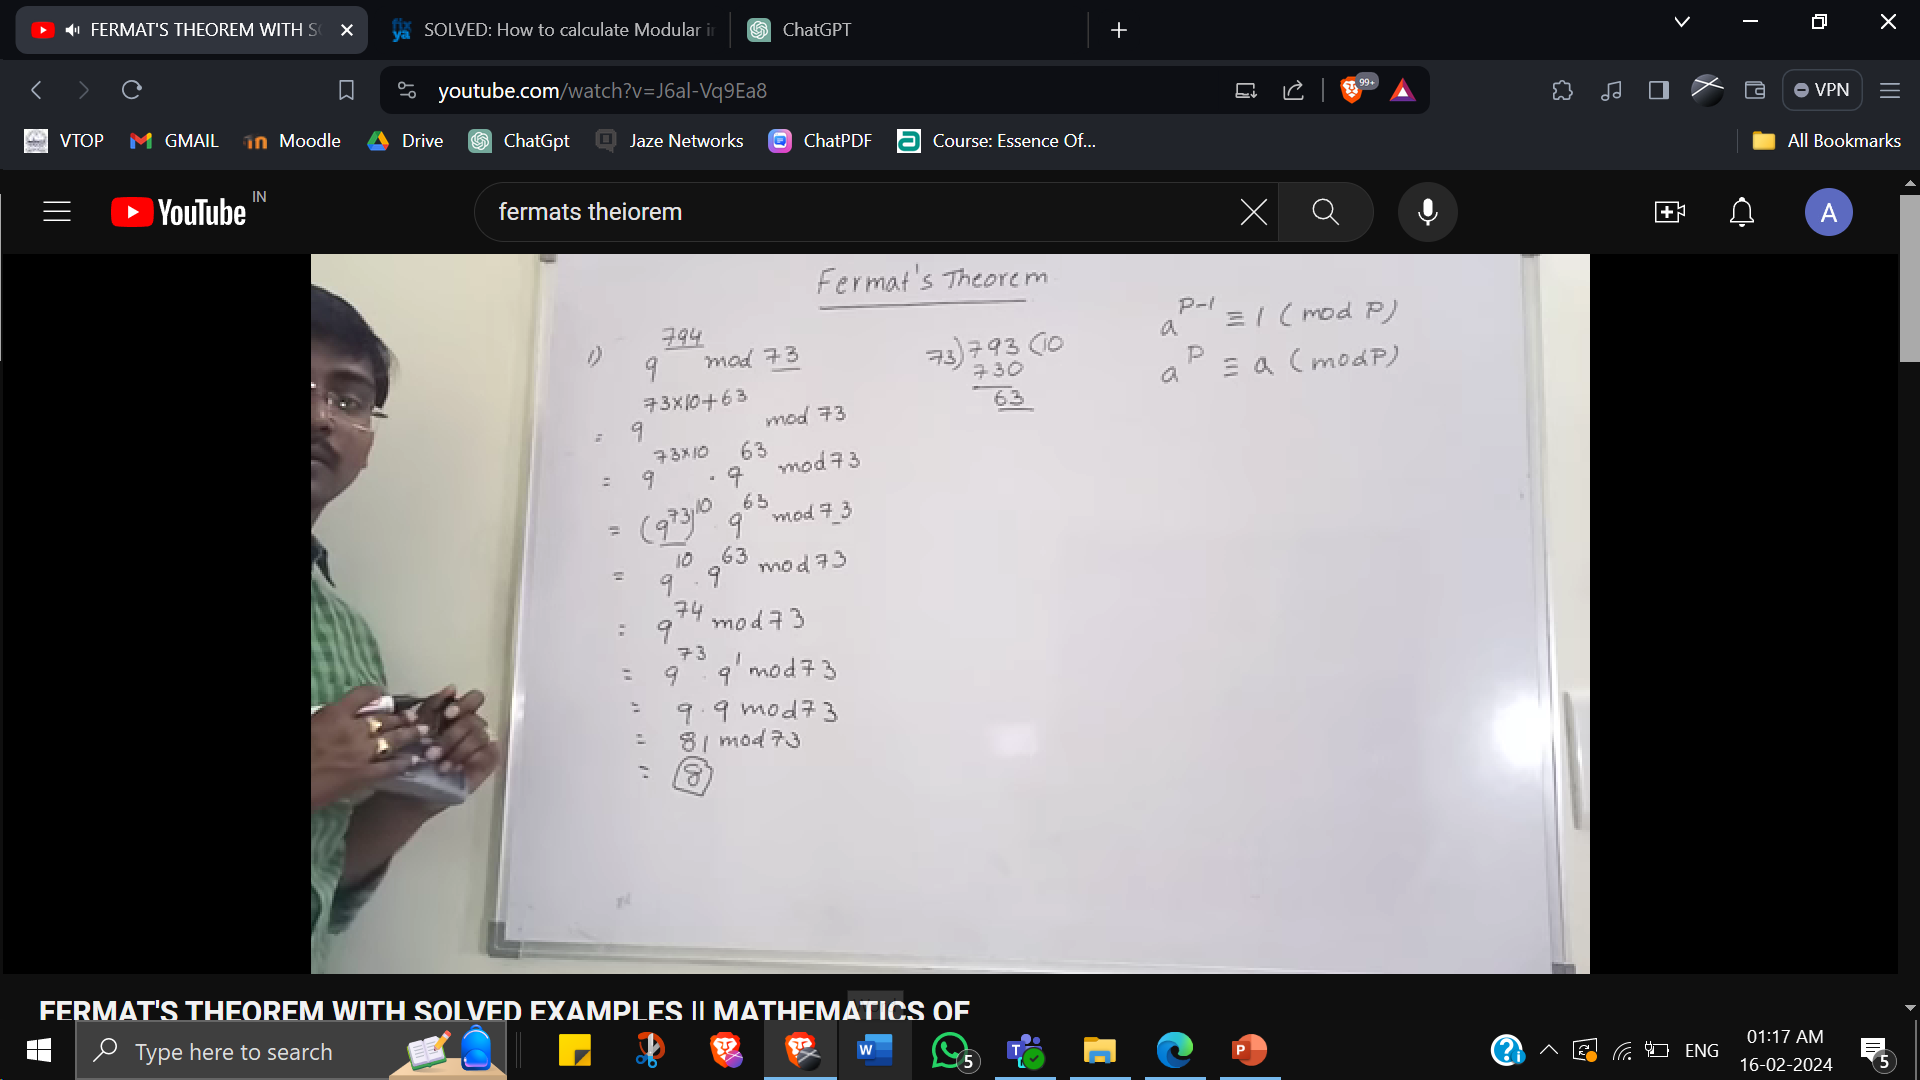 FERMAT'S THEOREM WITH S
SOLVED: How to calculate Modular i
ChatGPT
youtube.com/watch?v=J6al-Vq9Ea8
99+
VPN
VTOP
GMAIL
Moodle
Drive
ChatGpt
Jaze Networks
ChatPDF
Course: Essence Of...
All Bookmarks
YouTube IN
fermats theiorem
A
Fermat's Theorem
1) 9^794 mod 73
= 9^73×10+63 mod 73
= 9^73×10 · 9^63 mod 73
= (9^73)^10 · 9^63 mod 73
= 9^10 · 9^63 mod 73
= 9^74 mod 73
= 9^73 · 9^1 mod 73
= 9 · 9 mod 73
= 81 mod 73
= 8
73) 793 (10
730
63
a^P-1 ≡ 1 (mod P)
a^P ≡ a (mod P)
FERMAT'S THEOREM WITH SOLVED EXAMPLES || MATHEMATICS OF
Type here to search
5
ENG
01:17 AM
16-02-2024
5